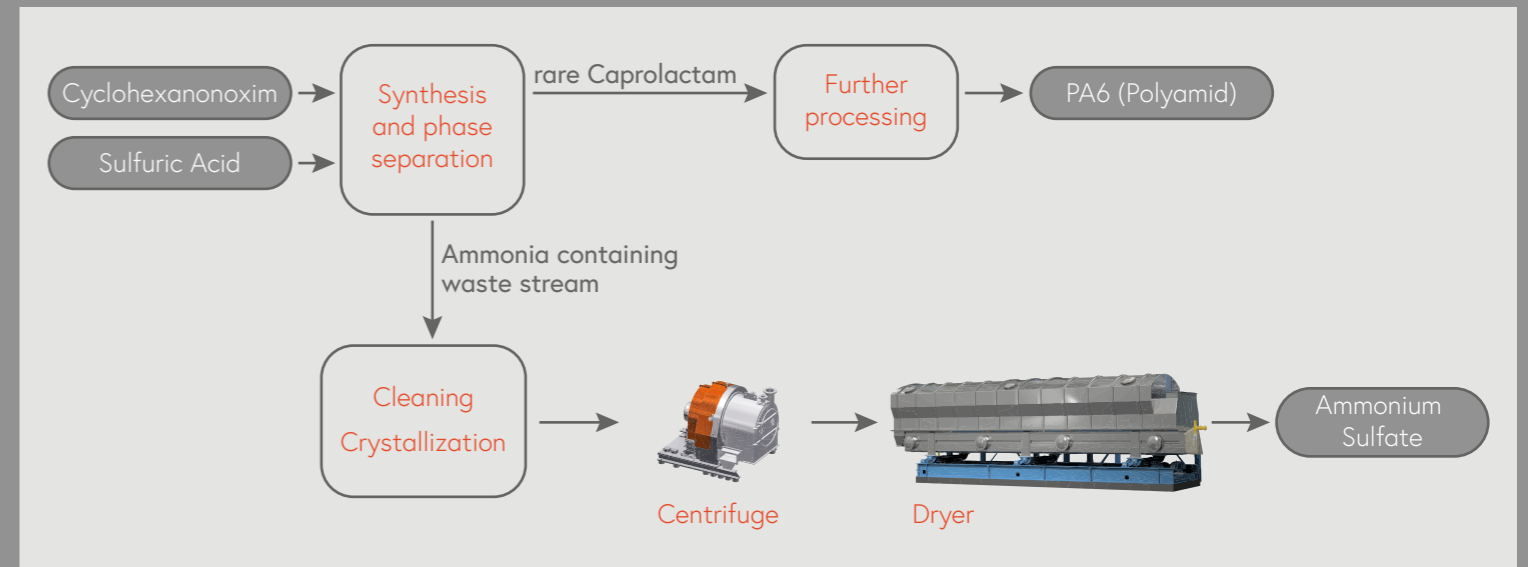 Cyclohexanonoxim
Sulfuric Acid
Synthesis
and phase
separation
rare Caprolactam
Further
processing
PA6 (Polyamid)
Ammonia containing
waste stream
Cleaning
Crystallization
Centrifuge
Dryer
Ammonium
Sulfate